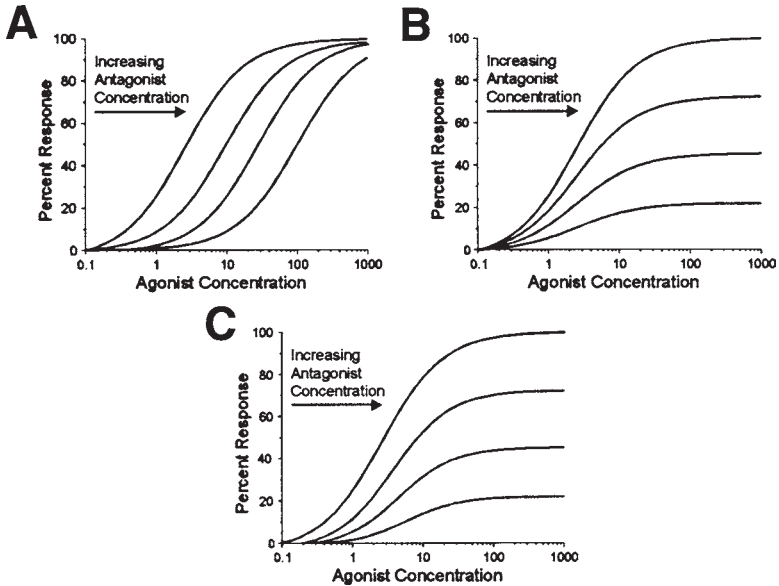 A
Percent Response
100
80
60
40
20
0
Increasing
Antagonist
Concentration
0.1 1 10 100 1000
Agonist Concentration
B
Percent Response
100
80
60
40
20
0
Increasing
Antagonist
Concentration
0.1 1 10 100 1000
Agonist Concentration
C
Percent Response
100
80
60
40
20
0
Increasing
Antagonist
Concentration
0.1 1 10 100 1000
Agonist Concentration